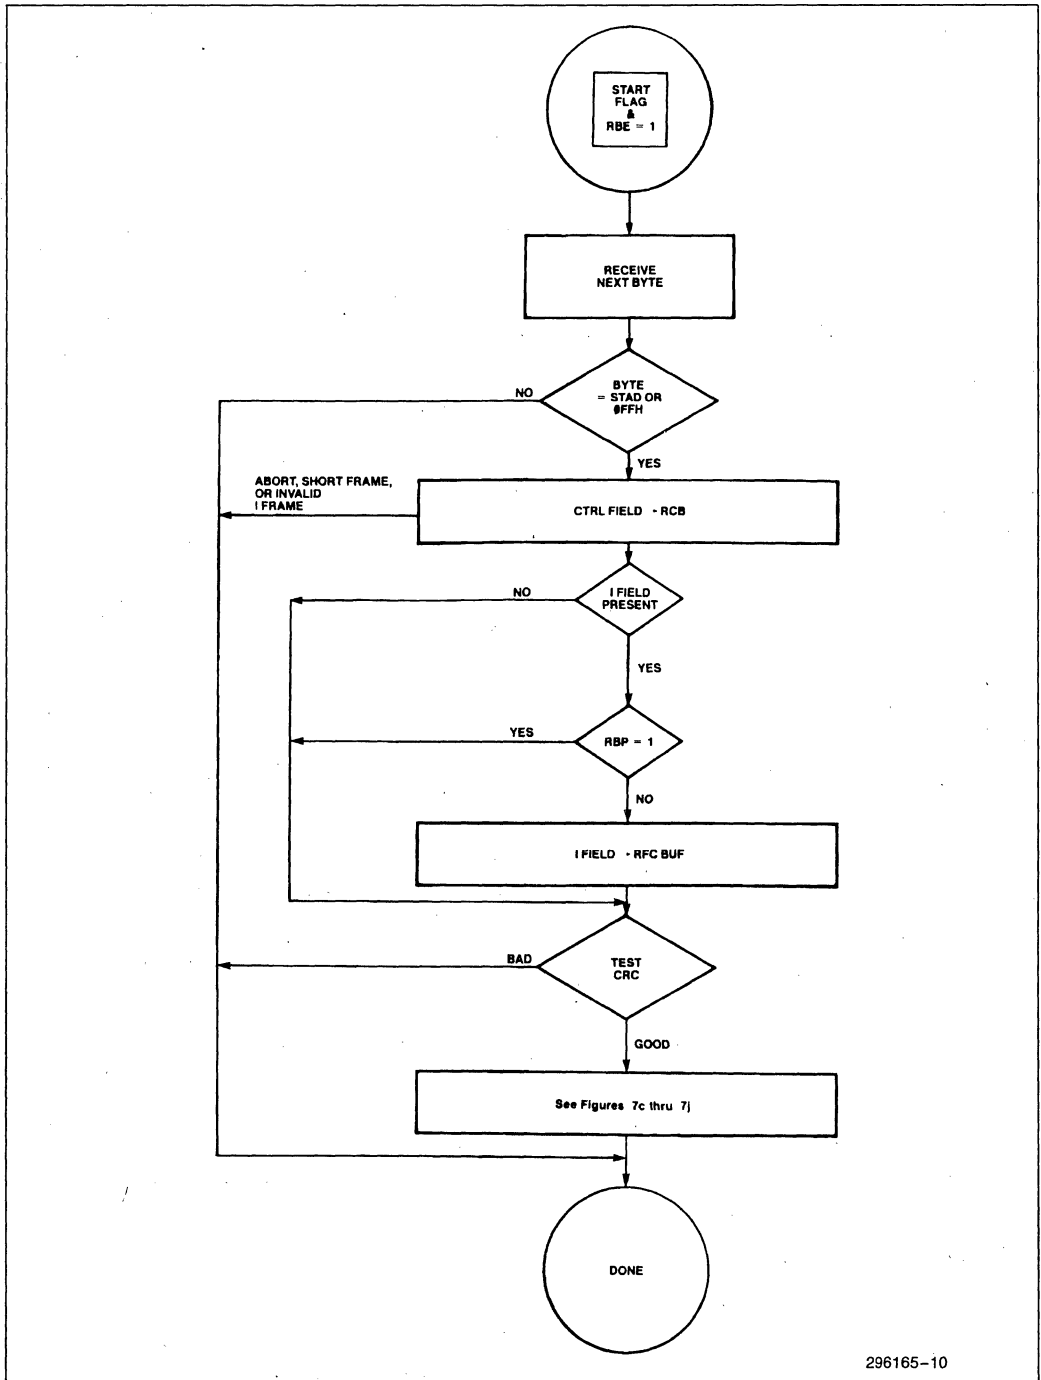 START
FLAG
&
RBE = 1
RECEIVE
NEXT BYTE
BYTE
= STAD OR
0FFH
NO
YES
ABORT, SHORT FRAME,
OR INVALID
I FRAME
CTRL FIELD - RCB
I FIELD
PRESENT
NO
YES
RBP = 1
YES
NO
I FIELD - RFC BUF
TEST
CRC
BAD
GOOD
See Figures 7c thru 7j
DONE
296165-10